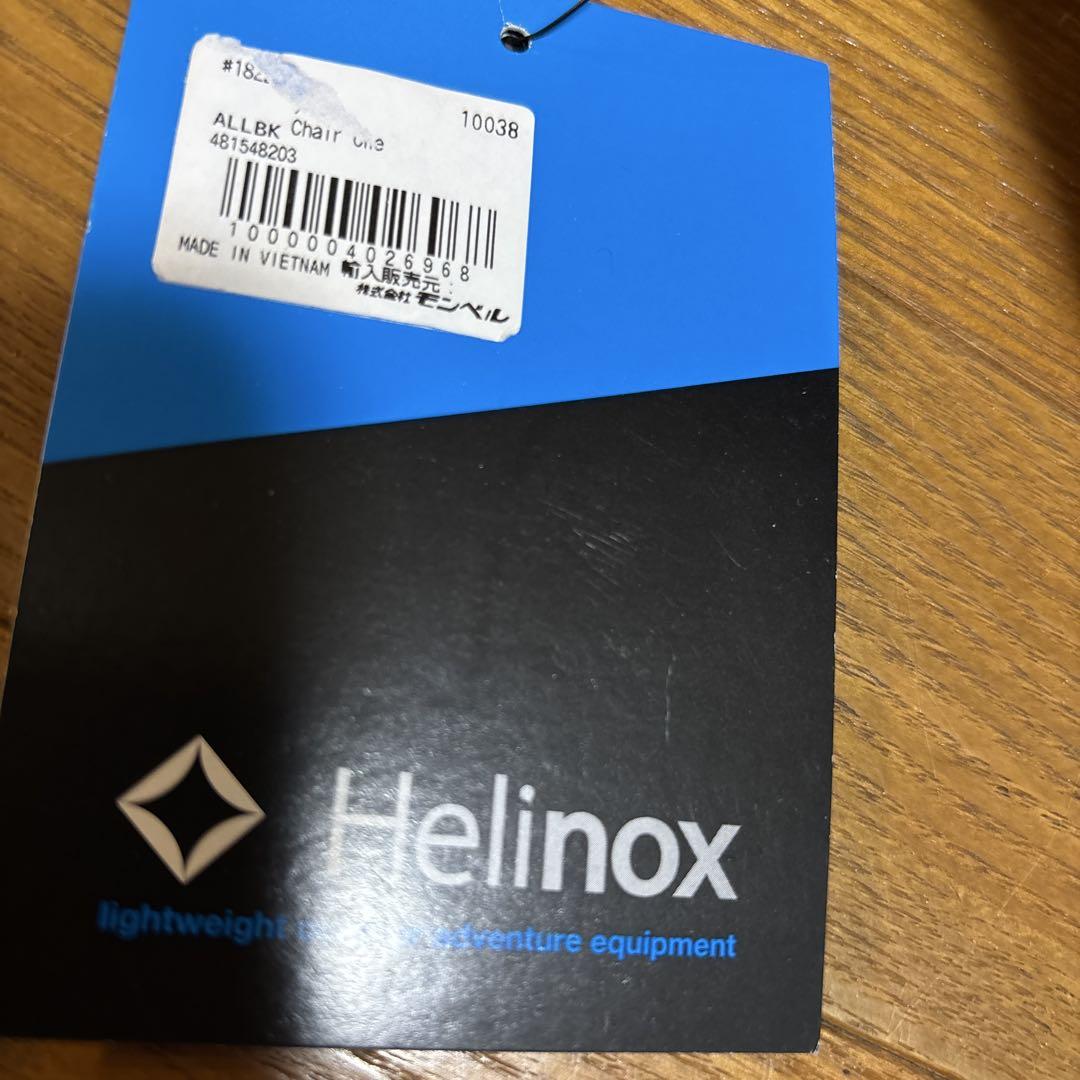 10038
ALLBK Chair One
481548203
1000004026968
MADE IN VIETNAM 輸入販売元:
株式会社 モンベル
Helinox
lightweight adventure equipment